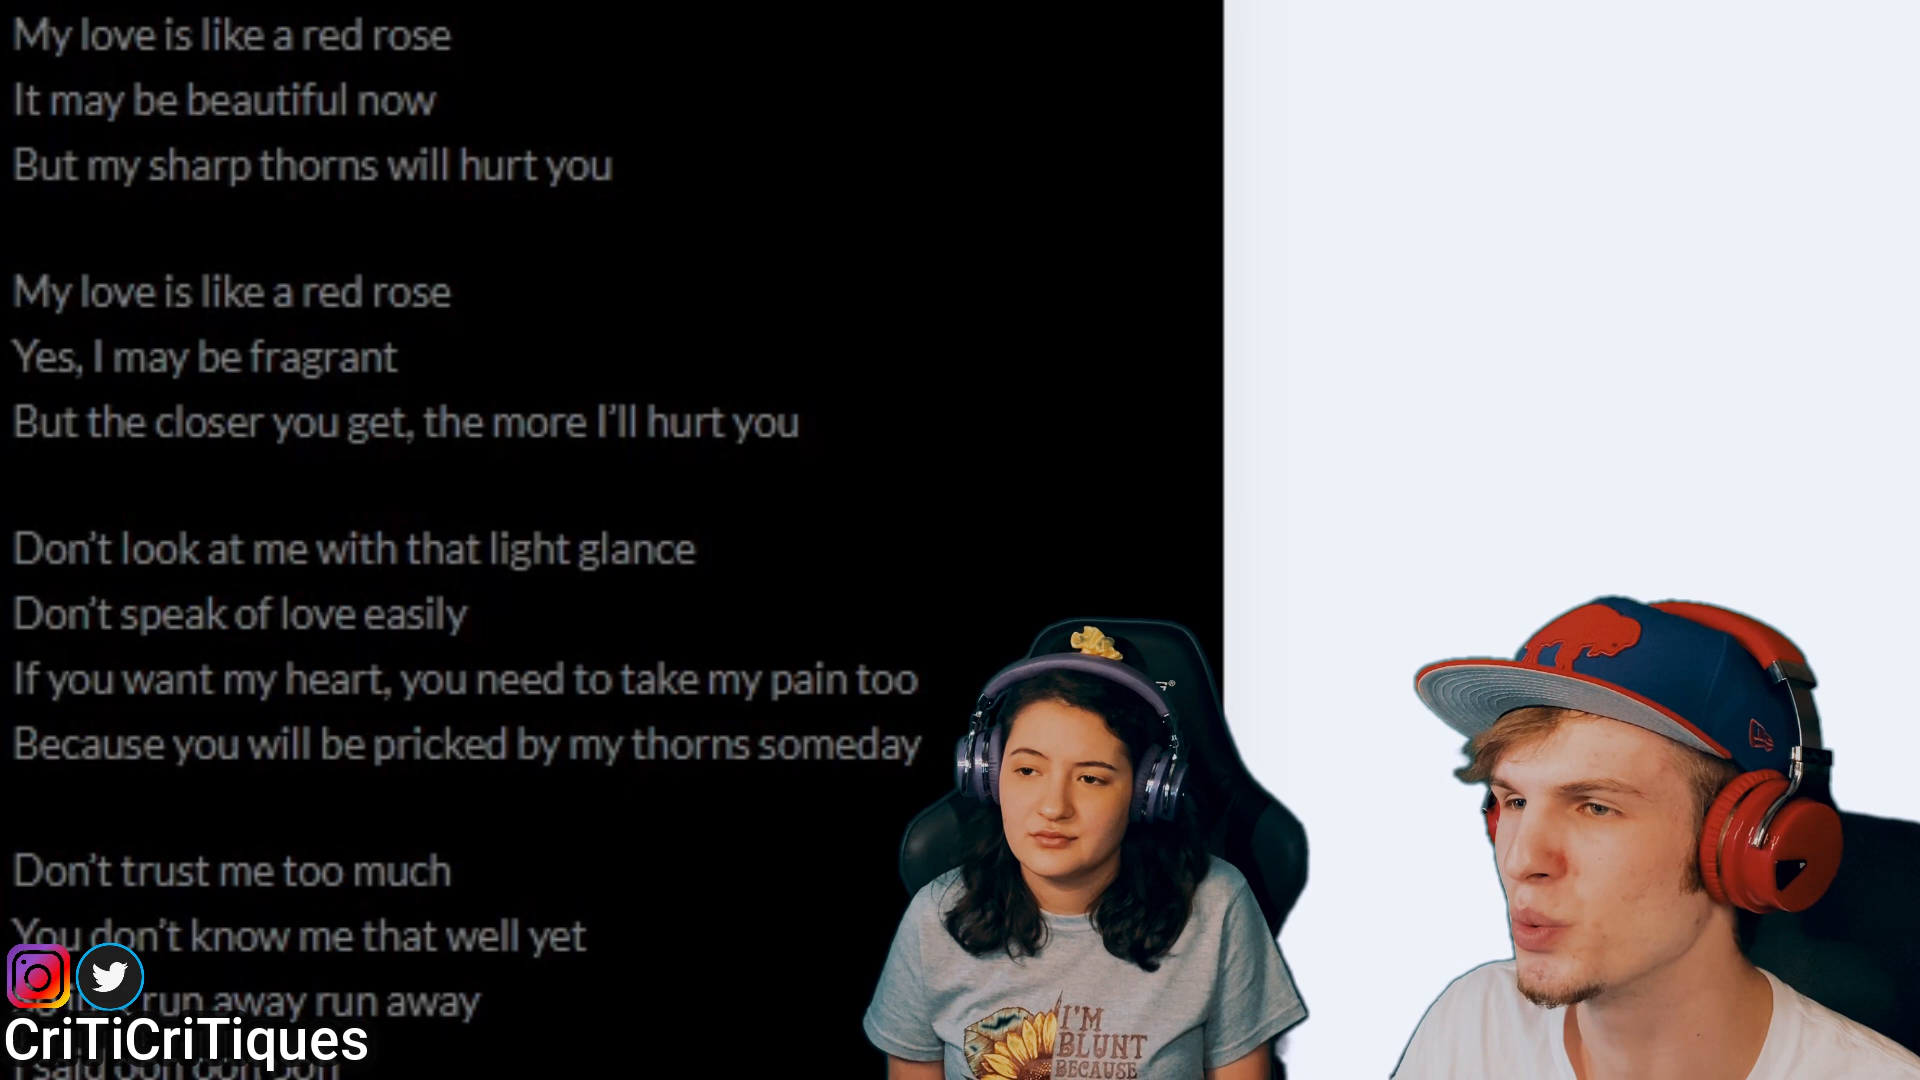 My love is like a red rose
It may be beautiful now
But my sharp thorns will hurt you
My love is like a red rose
Yes, I may be fragrant
But the closer you get, the more I'll hurt you
Don't look at me with that light glance
Don't speak of love easily
If you want my heart, you need to take my pain too
Because you will be pricked by my thorns someday
Don't trust me too much
You don't know me that well yet
run away run away
CriTiCriTiques
I said ooh ooh ooh
I'M
BLUNT
BECAUSE